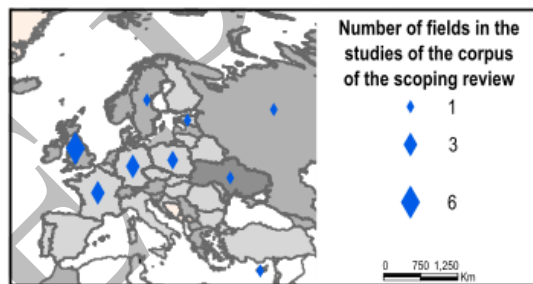 Number of fields in the
studies of the corpus
of the scoping review
1
3
6
0 750 1,250
Km